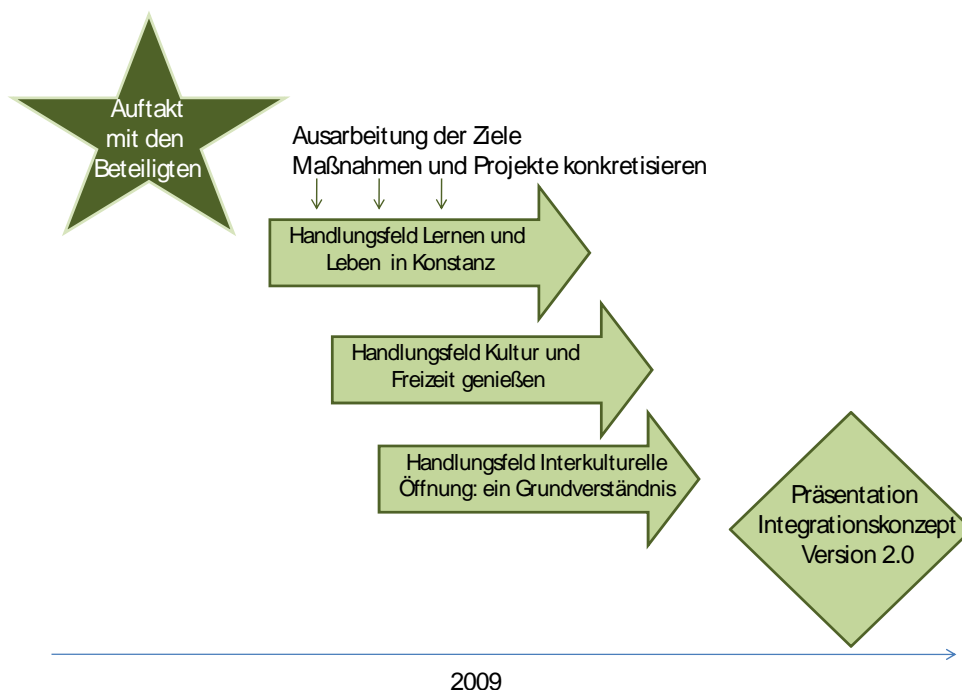 Auftakt
mit den
Beteiligten
Ausarbeitung der Ziele
Maßnahmen und Projekte konkretisieren
Handlungsfeld Lernen und
Leben in Konstanz
Handlungsfeld Kultur und
Freizeit genießen
Handlungsfeld Interkulturelle
Öffnung: ein Grundverständnis
Präsentation
Integrationskonzept
Version 2.0
2009